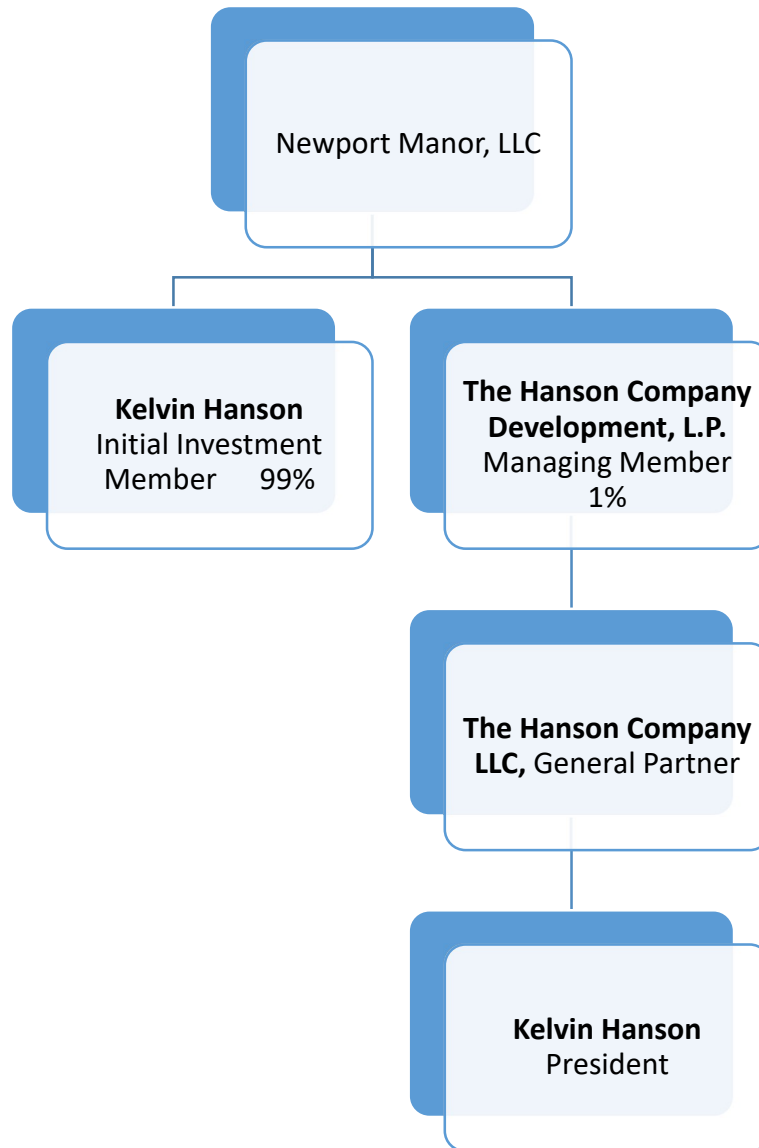 Newport Manor, LLC
Kelvin Hanson
Initial Investment
Member 99%
The Hanson Company
Development, L.P.
Managing Member
1%
The Hanson Company
LLC, General Partner
Kelvin Hanson
President